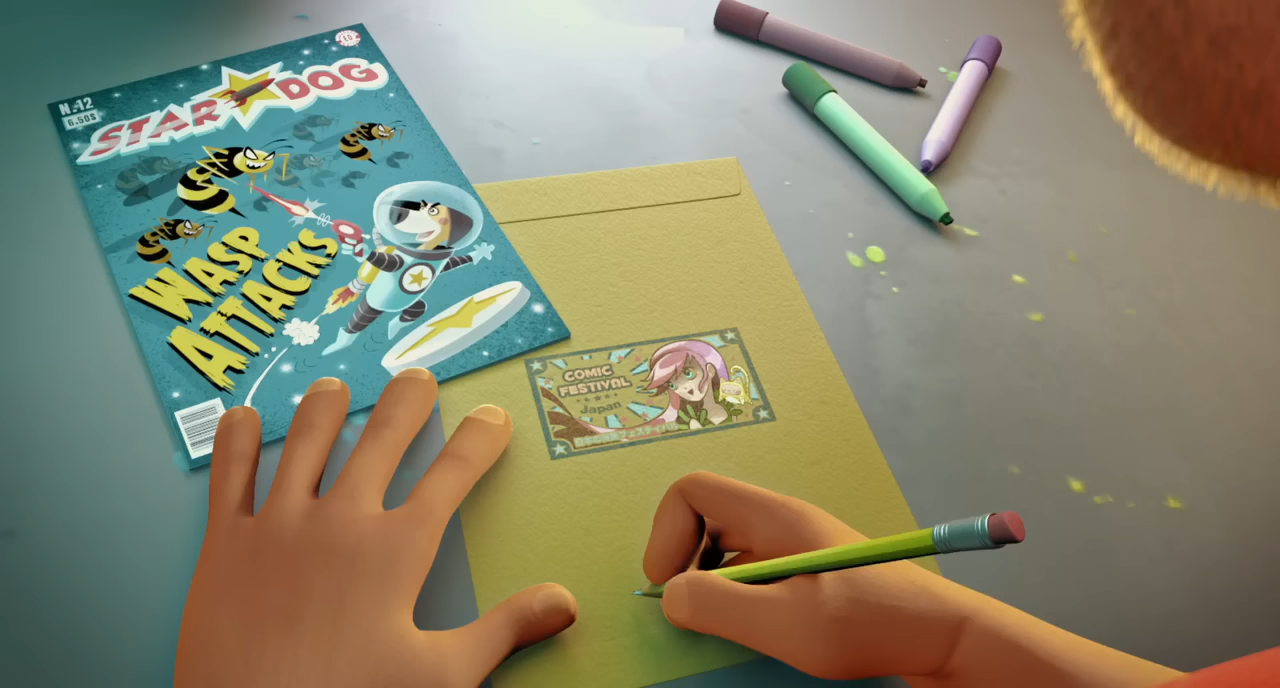 N.12
6.50$
STAR DOG
WASP
ATTACKS
COMIC
FESTIVAL
Japan